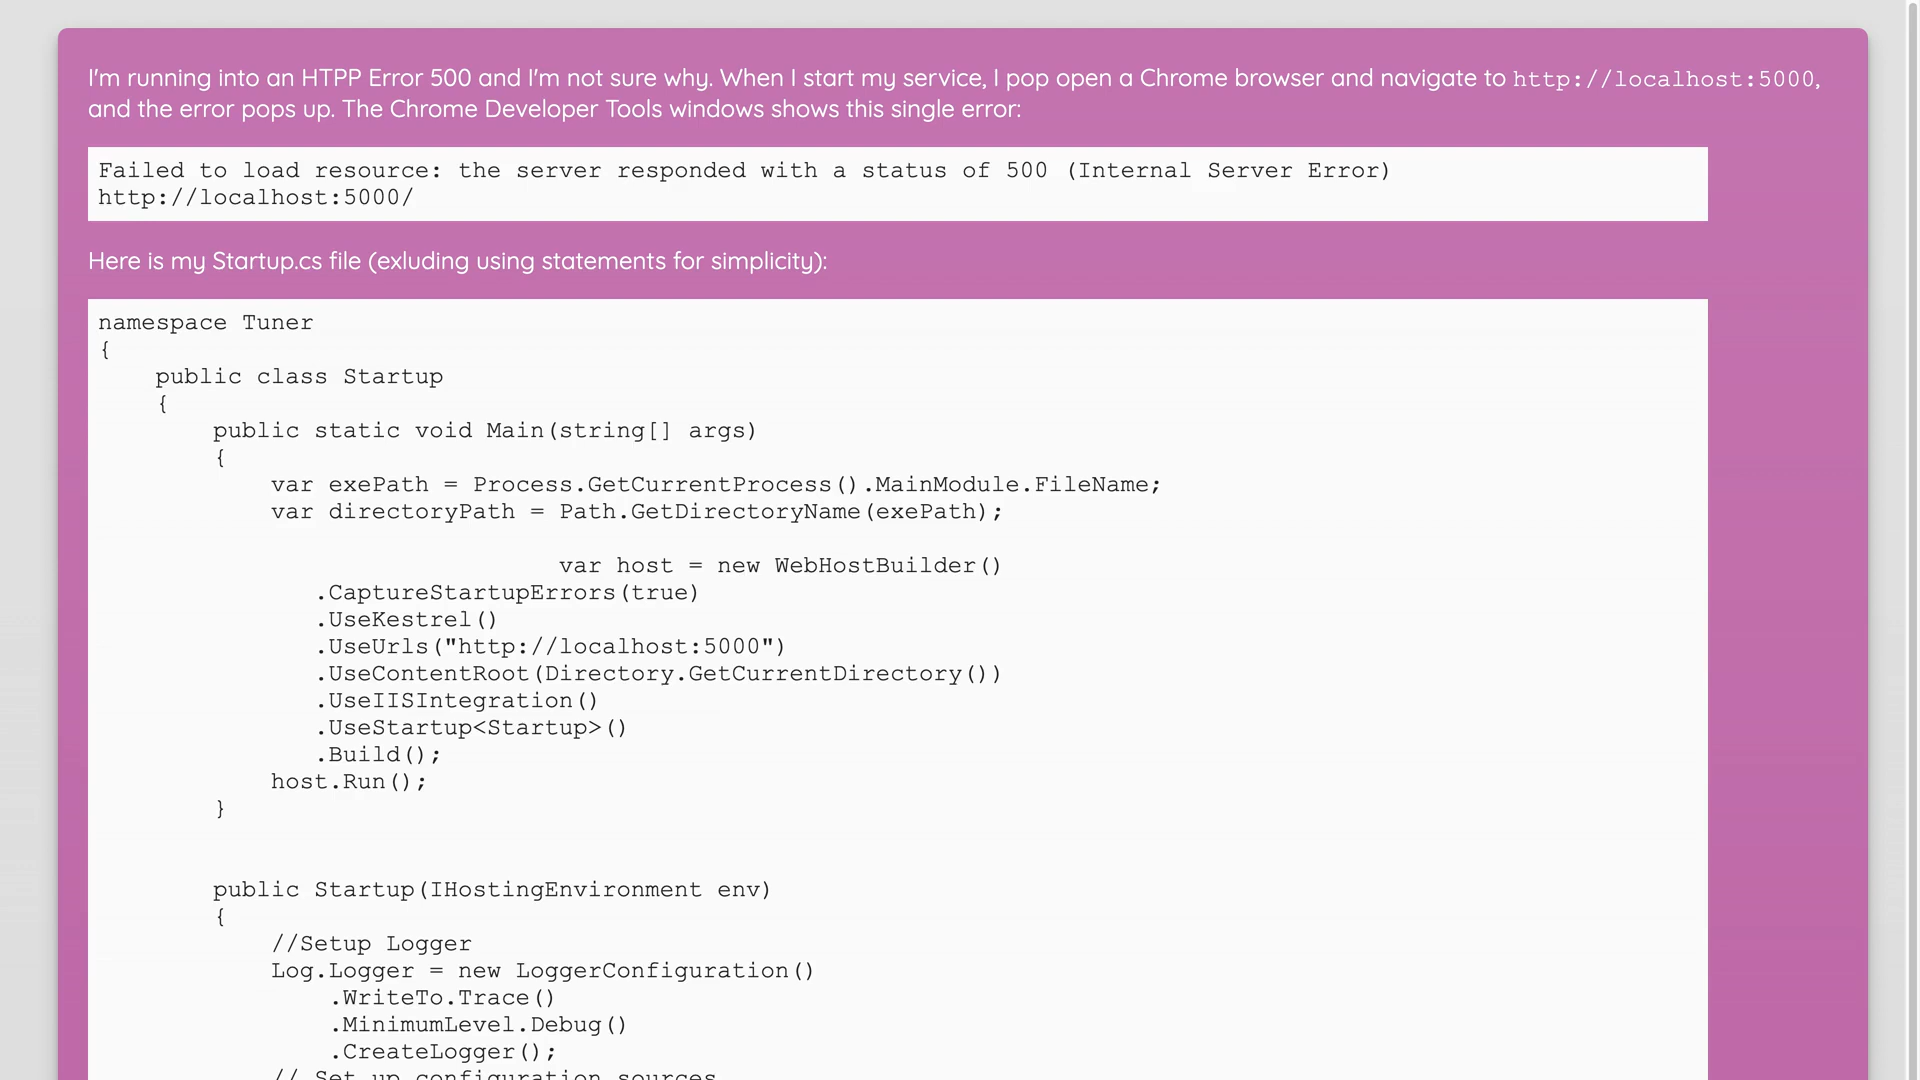 I'm running into an HTPP Error 500 and I'm not sure why. When I start my service, I pop open a Chrome browser and navigate to http://localhost:5000,
and the error pops up. The Chrome Developer Tools windows shows this single error:
Failed to load resource: the server responded with a status of 500 (Internal Server Error)
http://localhost:5000/
Here is my Startup.cs file (exluding using statements for simplicity):
namespace Tuner
{
    public class Startup
    {
        public static void Main(string[] args)
        {
            var exePath = Process.GetCurrentProcess().MainModule.FileName;
            var directoryPath = Path.GetDirectoryName(exePath);
                                var host = new WebHostBuilder()
               .CaptureStartupErrors(true)
               .UseKestrel()
               .UseUrls("http://localhost:5000")
               .UseContentRoot(Directory.GetCurrentDirectory())
               .UseIISIntegration()
               .UseStartup<Startup>()
               .Build();
            host.Run();
        }
        public Startup(IHostingEnvironment env)
        {
            //Setup Logger
            Log.Logger = new LoggerConfiguration()
                .WriteTo.Trace()
                .MinimumLevel.Debug()
                .CreateLogger();
            // Set up configuration sources